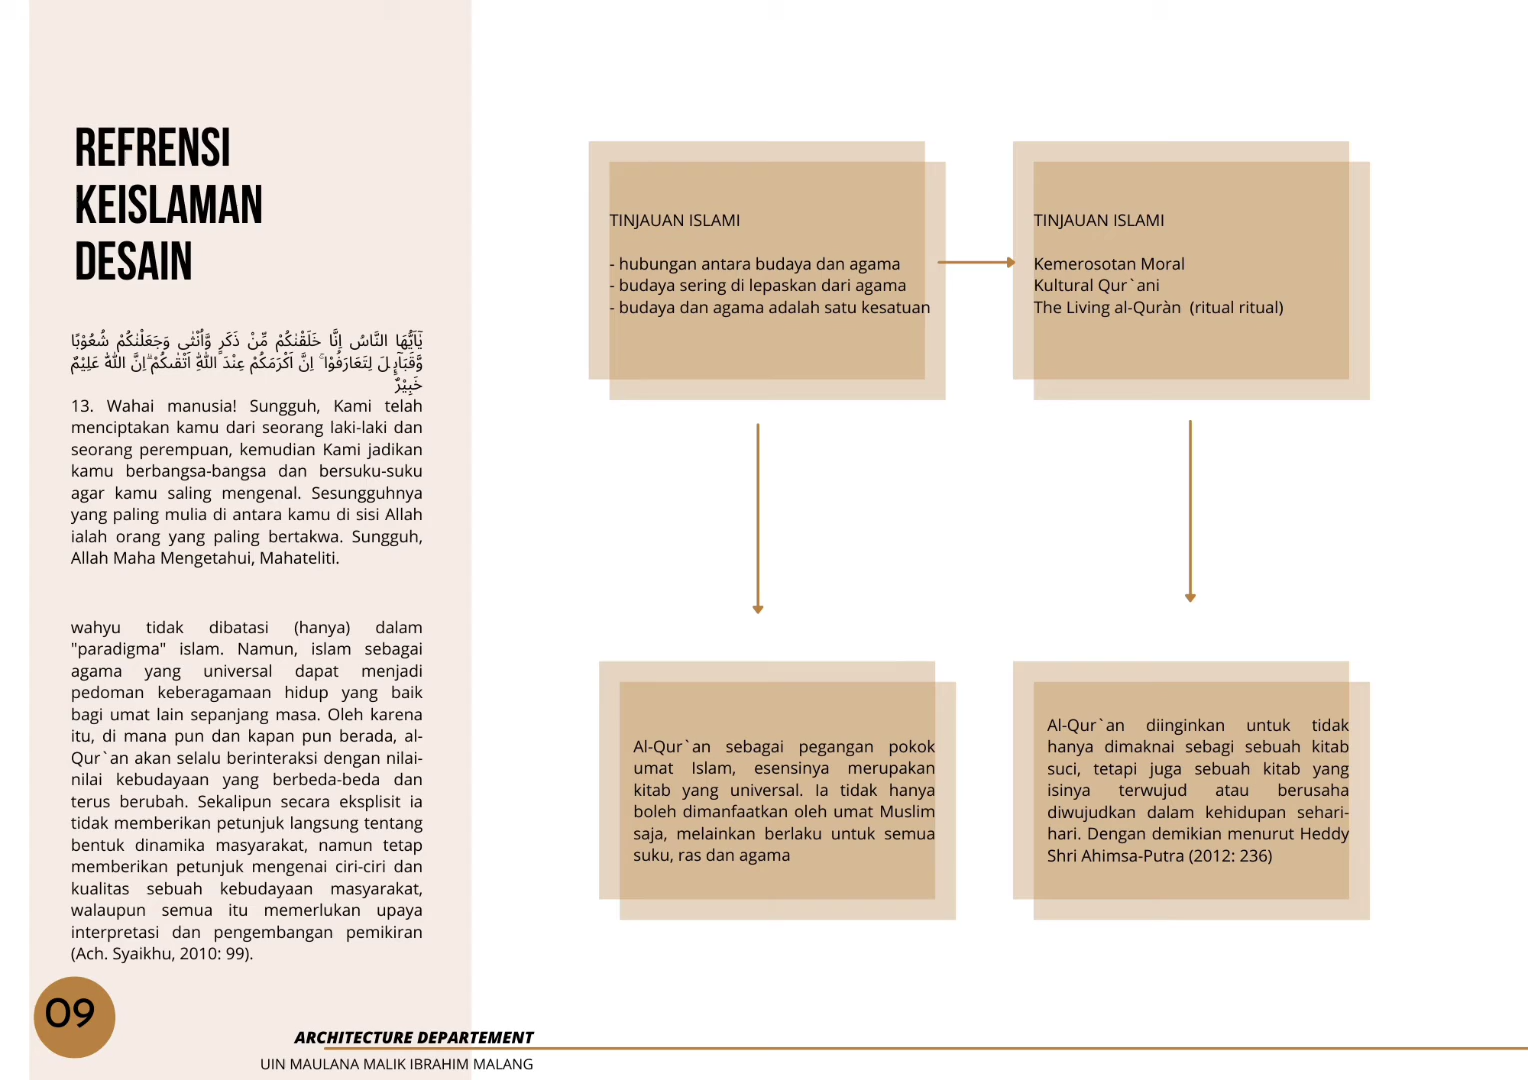 REFRENSI
KEISLAMAN
DESAIN
يٰٓاَيُّهَا النَّاسُ اِنَّا خَلَقْنٰكُمْ مِّنْ ذَكَرٍ وَّاُنْثٰى وَجَعَلْنٰكُمْ شُعُوْبًا
وَّقَبَاۤىِٕلَ لِتَعَارَفُوْا ۚ اِنَّ اَكْرَمَكُمْ عِنْدَ اللّٰهِ اَتْقٰىكُمْ ۗاِنَّ اللّٰهَ عَلِيْمٌ
خَبِيْرٌ
13. Wahai manusia! Sungguh, Kami telah
menciptakan kamu dari seorang laki-laki dan
seorang perempuan, kemudian Kami jadikan
kamu berbangsa-bangsa dan bersuku-suku
agar kamu saling mengenal. Sesungguhnya
yang paling mulia di antara kamu di sisi Allah
ialah orang yang paling bertakwa. Sungguh,
Allah Maha Mengetahui, Mahateliti.
wahyu tidak dibatasi (hanya) dalam
"paradigma" islam. Namun, islam sebagai
agama yang universal dapat menjadi
pedoman keberagamaan hidup yang baik
bagi umat lain sepanjang masa. Oleh karena
itu, di mana pun dan kapan pun berada, al-
Qur`an akan selalu berinteraksi dengan nilai-
nilai kebudayaan yang berbeda-beda dan
terus berubah. Sekalipun secara eksplisit ia
tidak memberikan petunjuk langsung tentang
bentuk dinamika masyarakat, namun tetap
memberikan petunjuk mengenai ciri-ciri dan
kualitas sebuah kebudayaan masyarakat,
walaupun semua itu memerlukan upaya
interpretasi dan pengembangan pemikiran
(Ach. Syaikhu, 2010: 99).
TINJAUAN ISLAMI
- hubungan antara budaya dan agama
- budaya sering di lepaskan dari agama
- budaya dan agama adalah satu kesatuan
TINJAUAN ISLAMI
Kemerosotan Moral
Kultural Qur`ani
The Living al-Quràn (ritual ritual)
Al-Qur`an sebagai pegangan pokok
umat Islam, esensinya merupakan
kitab yang universal. Ia tidak hanya
boleh dimanfaatkan oleh umat Muslim
saja, melainkan berlaku untuk semua
suku, ras dan agama
Al-Qur`an diinginkan untuk tidak
hanya dimaknai sebagi sebuah kitab
suci, tetapi juga sebuah kitab yang
isinya terwujud atau berusaha
diwujudkan dalam kehidupan sehari-
hari. Dengan demikian menurut Heddy
Shri Ahimsa-Putra (2012: 236)
09
ARCHITECTURE DEPARTEMENT
UIN MAULANA MALIK IBRAHIM MALANG